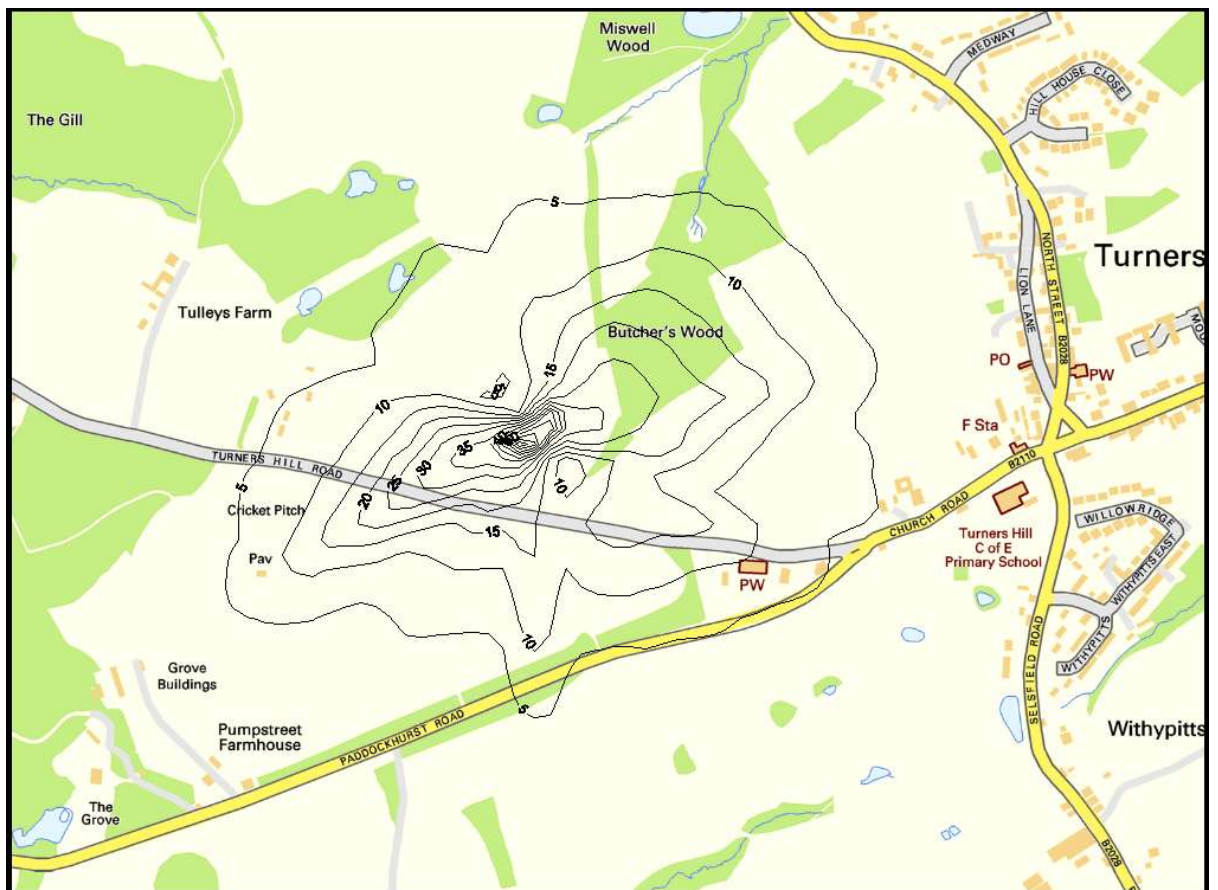 Miswell
Wood
MEDWAY
HILL HOUSE CLOSE
The Gill
5
NORTH STREET
B2028
Turners
10
LION LANE
Tulleys Farm
Butcher's Wood
PO
PW
15
10
F Sta
35
30
TURNERS HILL ROAD
B2110
5
25
20
10
Cricket Pitch
CHURCH ROAD
WILLOWRIDGE
15
Turners Hill
C of E
Primary School
WITHYPITTS EAST
Pav
PW
WITHYPITTS
10
SELSFIELD ROAD
Grove
Buildings
5
PADDOCKHURST ROAD
Pumpstreet
Farmhouse
Withypitts
The
Grove
B2028